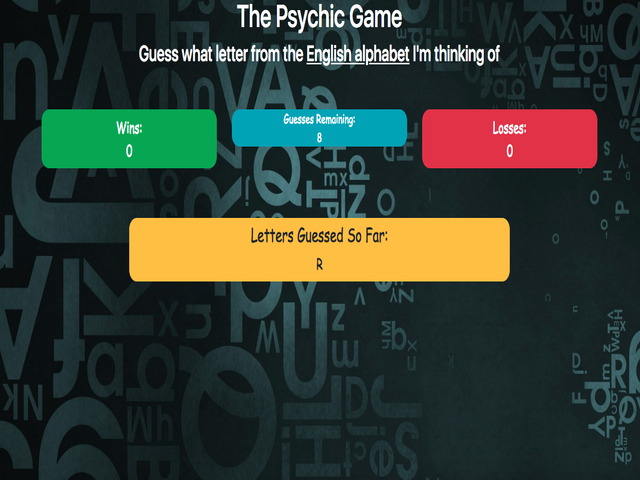 The Psychic Game
Guess what letter from the English alphabet I'm thinking of
Wins:
0
Guesses Remaining:
8
Losses:
0
Letters Guessed So Far:
R